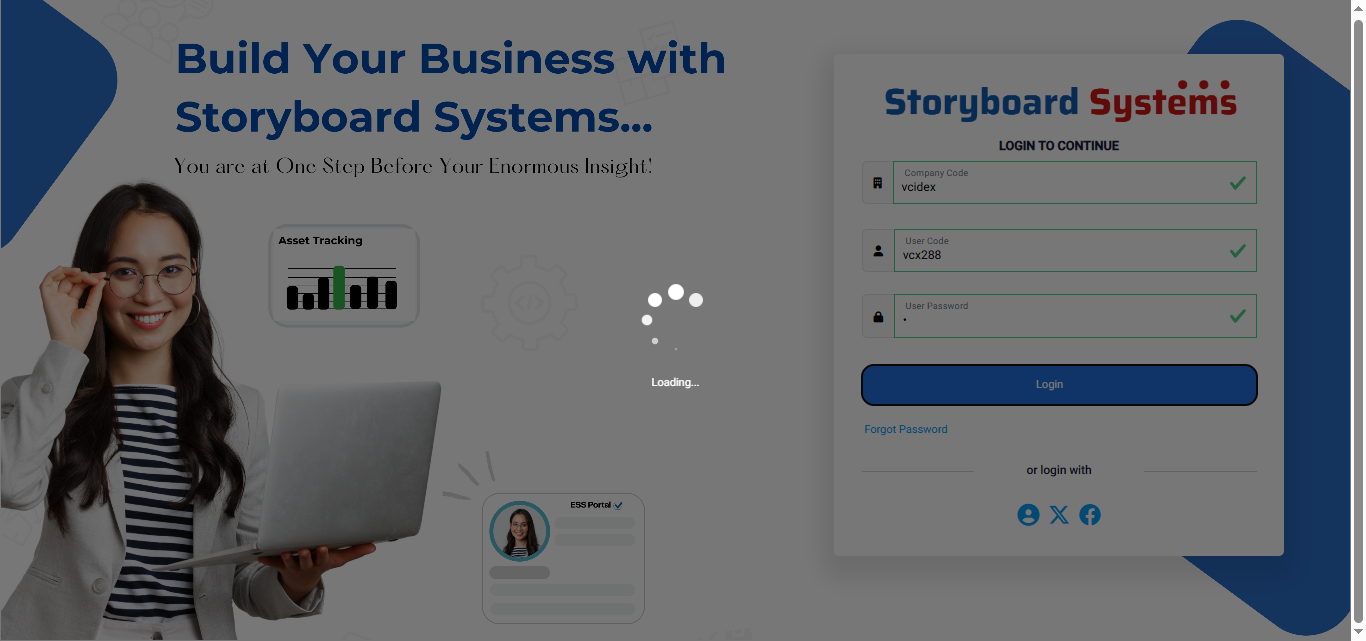 Build Your Business with
Storyboard Systems...
You are at One Step Before Your Enormous Insight!
Asset Tracking
ESS Portal
Loading...
Storyboard Systems
LOGIN TO CONTINUE
Company Code
vcidex
User Code
vcx288
User Password
•
Login
Forgot Password
or login with